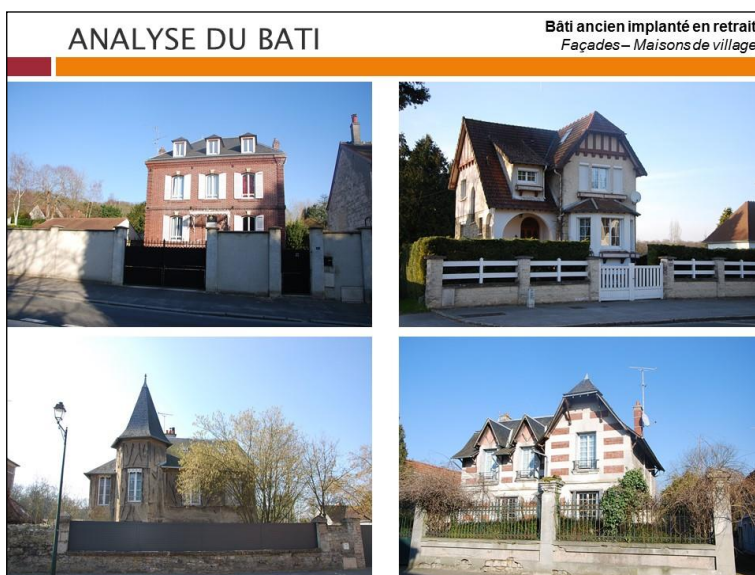 ANALYSE DU BATI
Bâti ancien implanté en retrait
Façades – Maisons de village